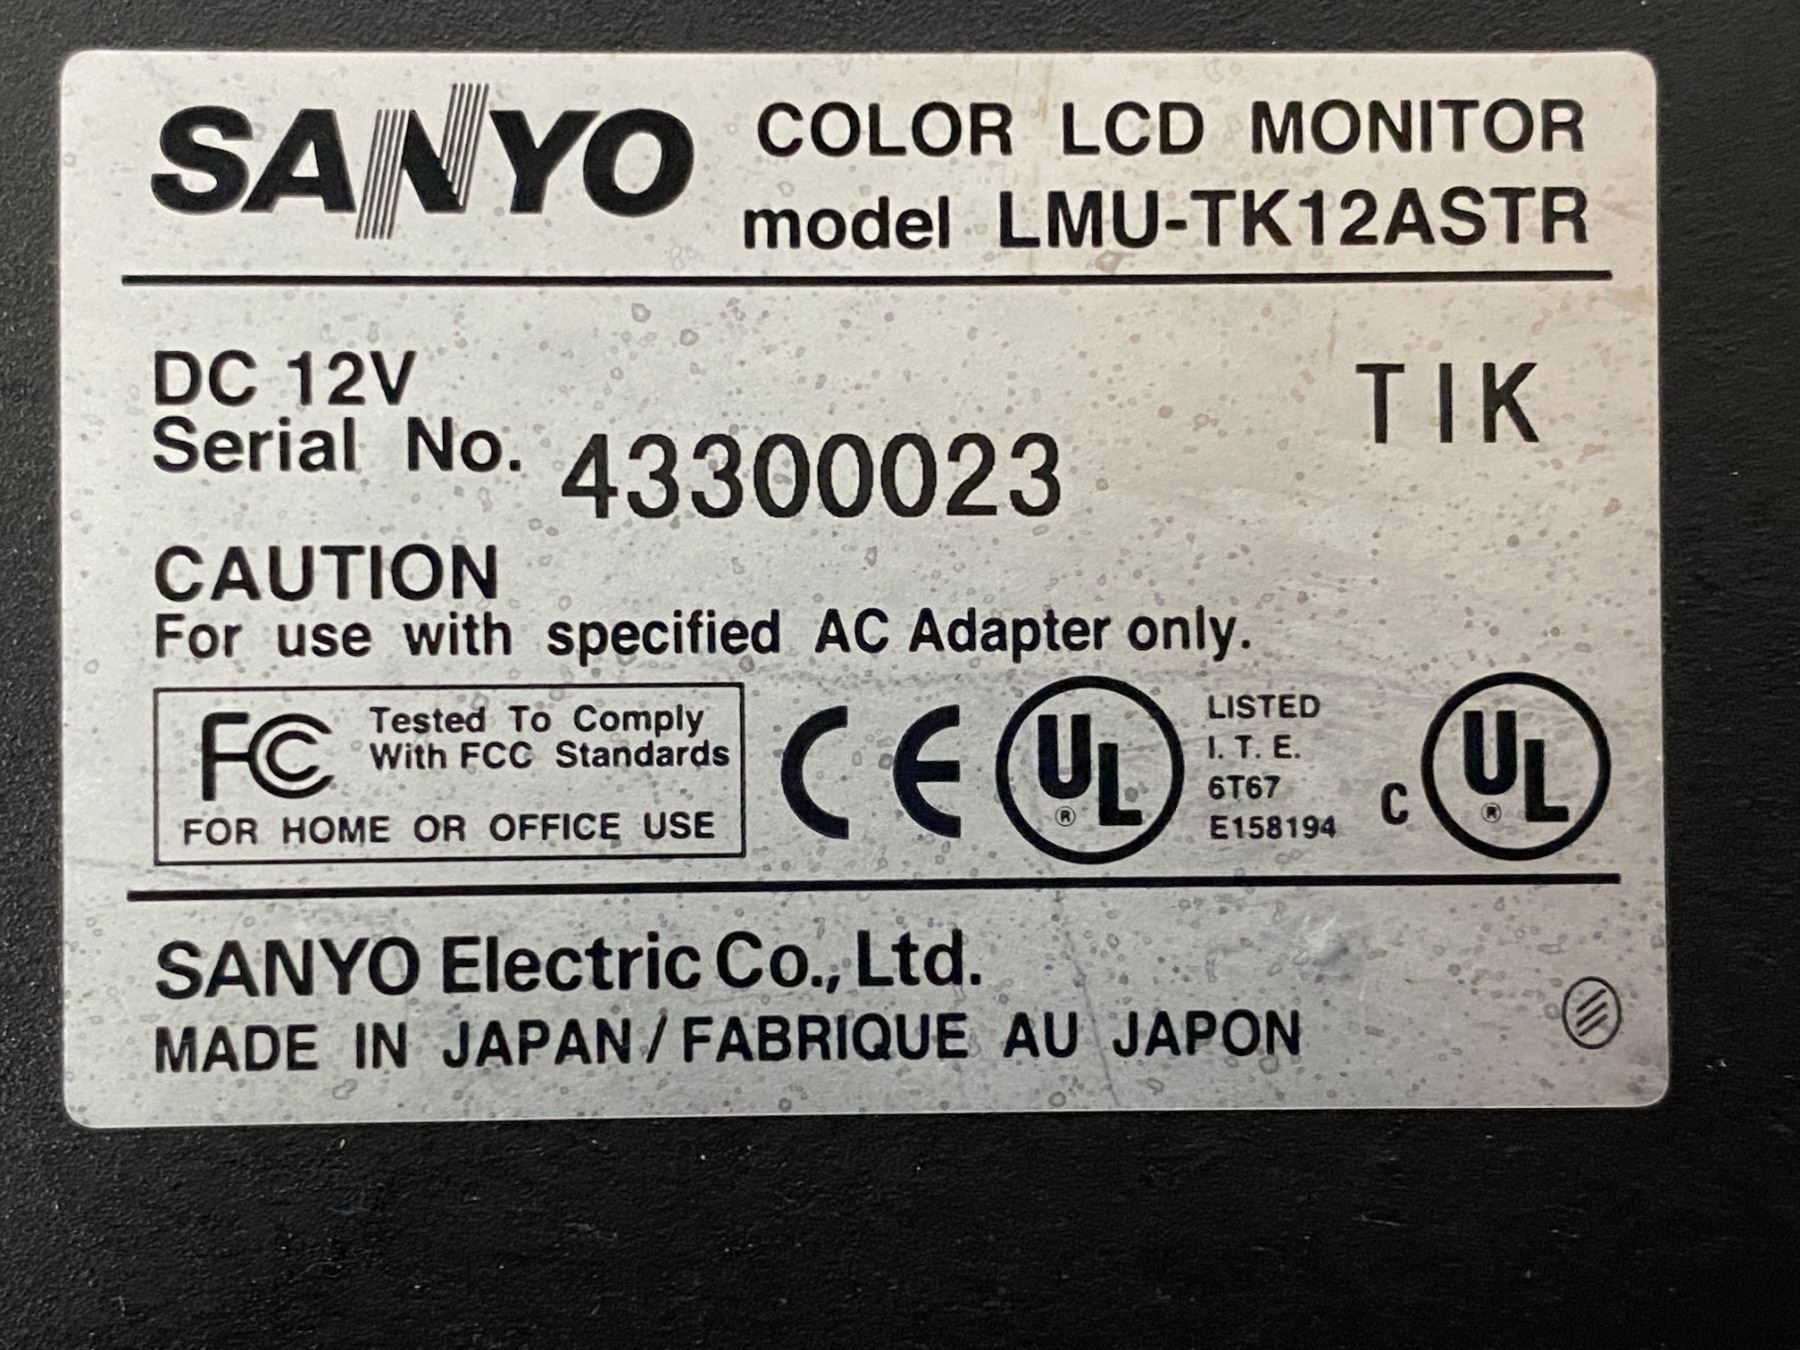 SANYO COLOR LCD MONITOR
model LMU-TK12ASTR
DC 12V
TIK
Serial No. 43300023
CAUTION
For use with specified AC Adapter only.
FC Tested To Comply
With FCC Standards
FOR HOME OR OFFICE USE
CE
UL ®
LISTED
I. T. E.
6T67
E158194
C UL ®
SANYO Electric Co., Ltd.
MADE IN JAPAN / FABRIQUE AU JAPON